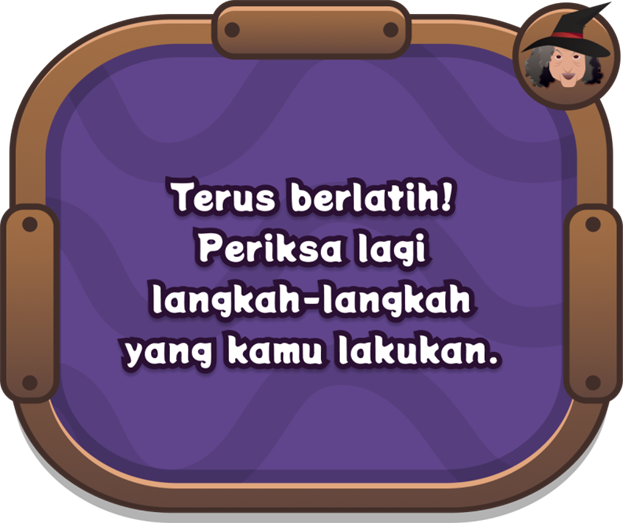 Terus berlatih!
Periksa lagi
langkah-langkah
yang kamu lakukan.